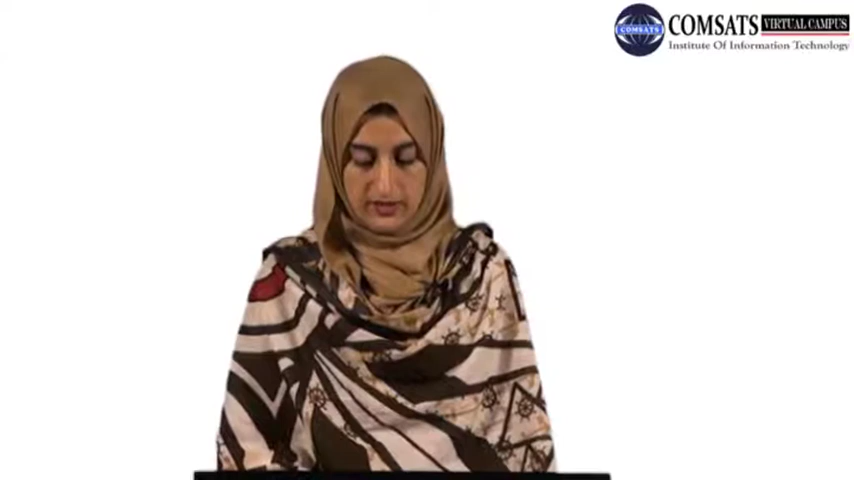 COMSATS VIRTUAL CAMPUS
COMSATS
Institute Of Information Technology